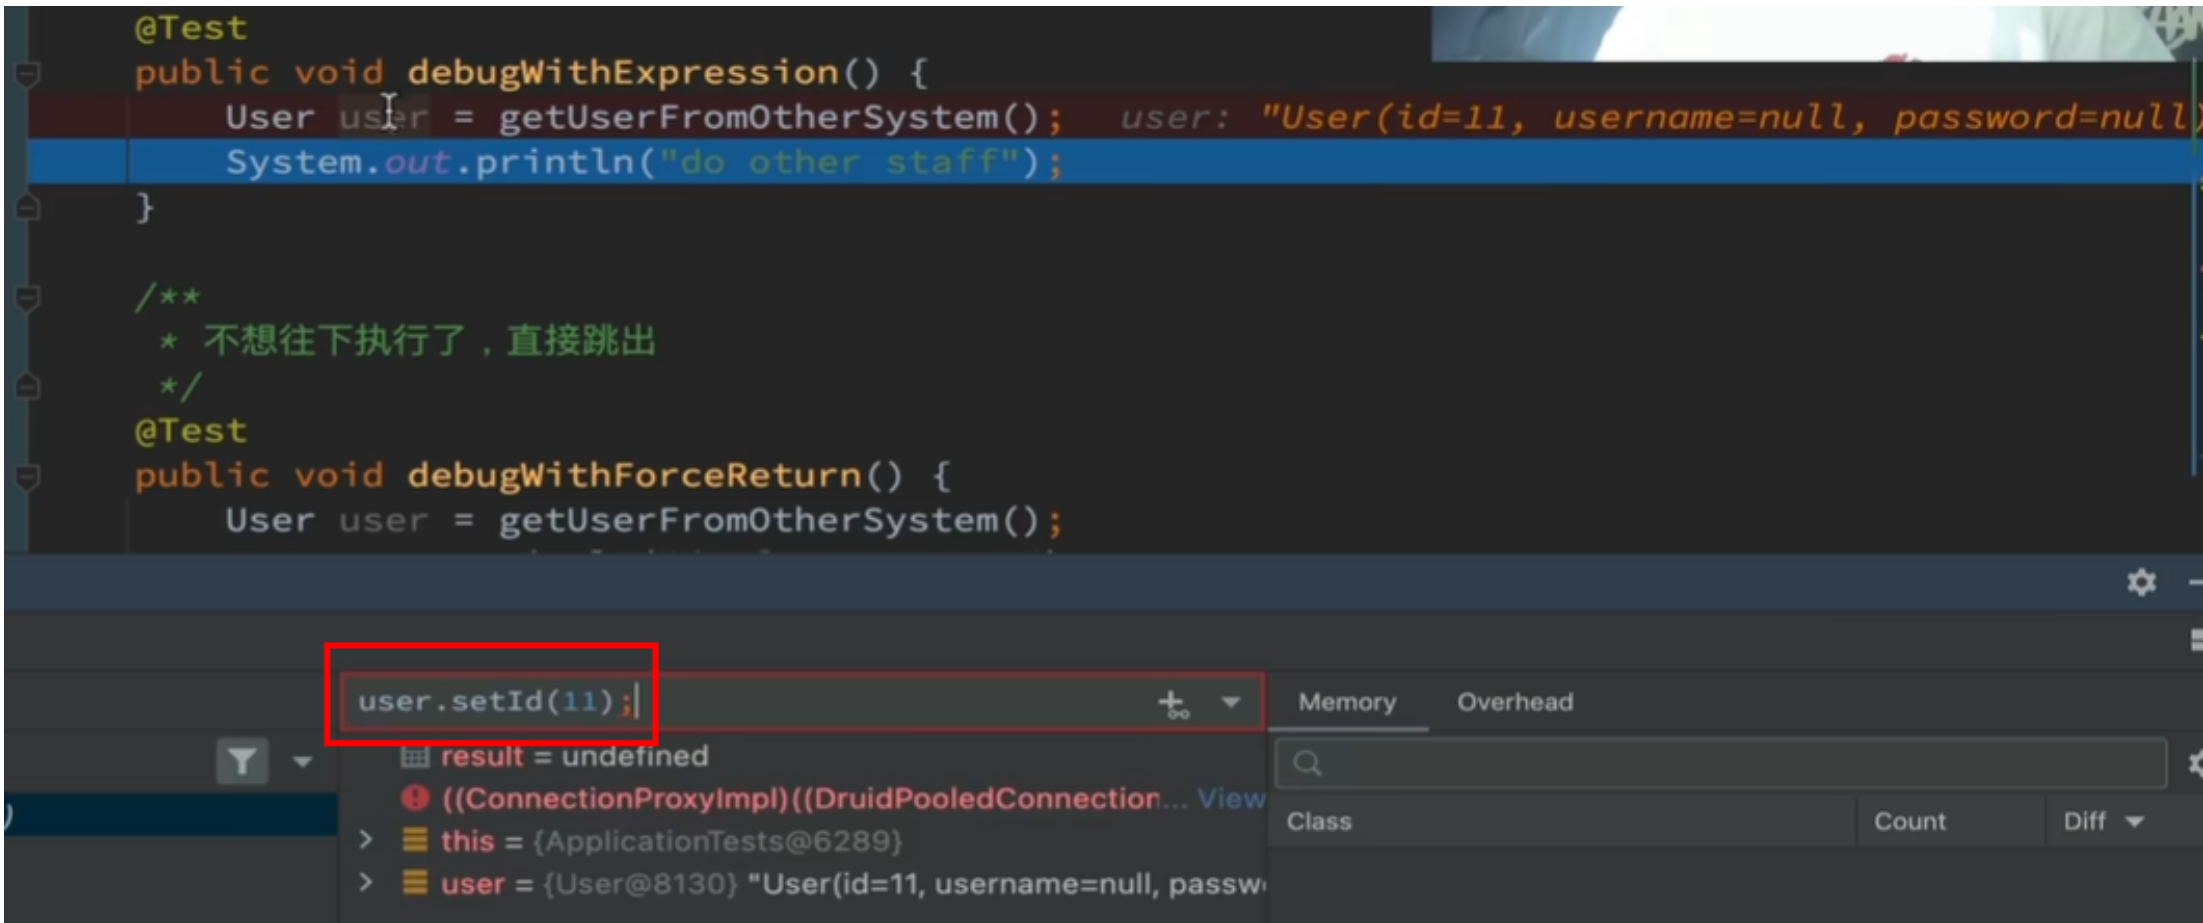 @Test
public void debugWithExpression() {
User user = getUserFromOtherSystem(); user: "User(id=11, username=null, password=null)
System.out.println("do other staff");
}
/**
* 不想往下执行了，直接跳出
*/
@Test
public void debugWithForceReturn() {
User user = getUserFromOtherSystem();
user.setId(11);
Memory Overhead
result = undefined
((ConnectionProxyImpl)((DruidPooledConnection... View
this = {ApplicationTests@6289}
Class Count Diff
user = {User@8130} "User(id=11, username=null, passw